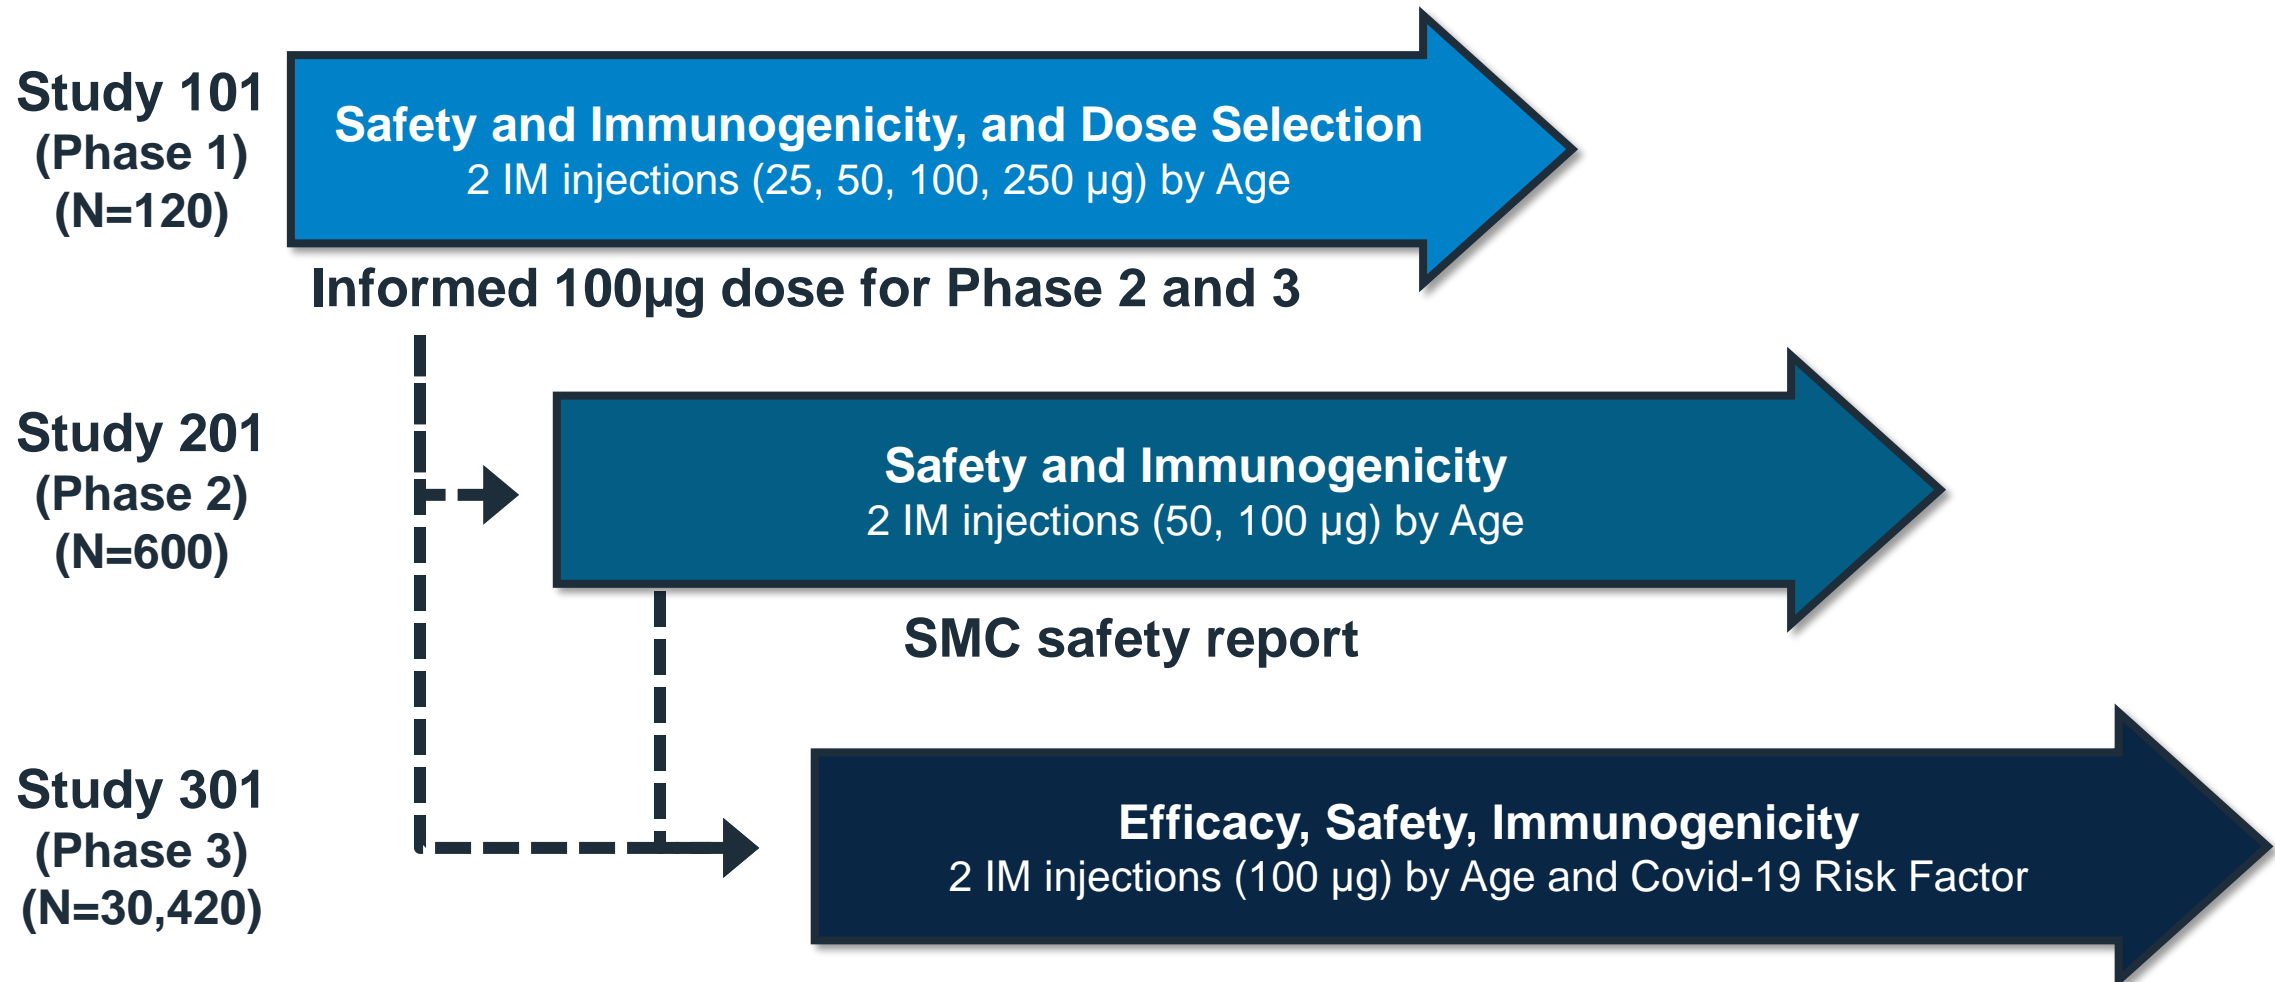 Study 101
(Phase 1)
(N=120)
Safety and Immunogenicity, and Dose Selection
2 IM injections (25, 50, 100, 250 µg) by Age
Informed 100µg dose for Phase 2 and 3
Study 201
(Phase 2)
(N=600)
Safety and Immunogenicity
2 IM injections (50, 100 µg) by Age
SMC safety report
Study 301
(Phase 3)
(N=30,420)
Efficacy, Safety, Immunogenicity
2 IM injections (100 µg) by Age and Covid-19 Risk Factor